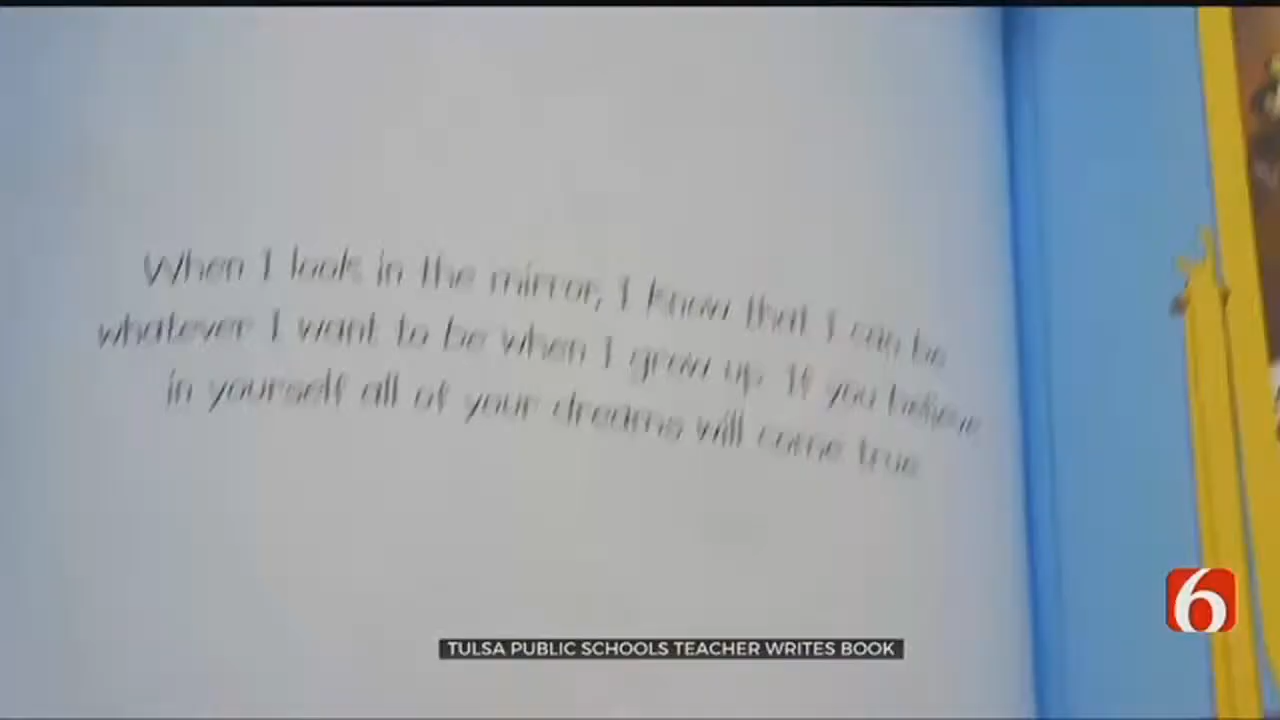 When I look in the mirror, I know that I can be
whatever I want to be when I grow up. If you believe
in yourself all of your dreams will come true
6
TULSA PUBLIC SCHOOLS TEACHER WRITES BOOK